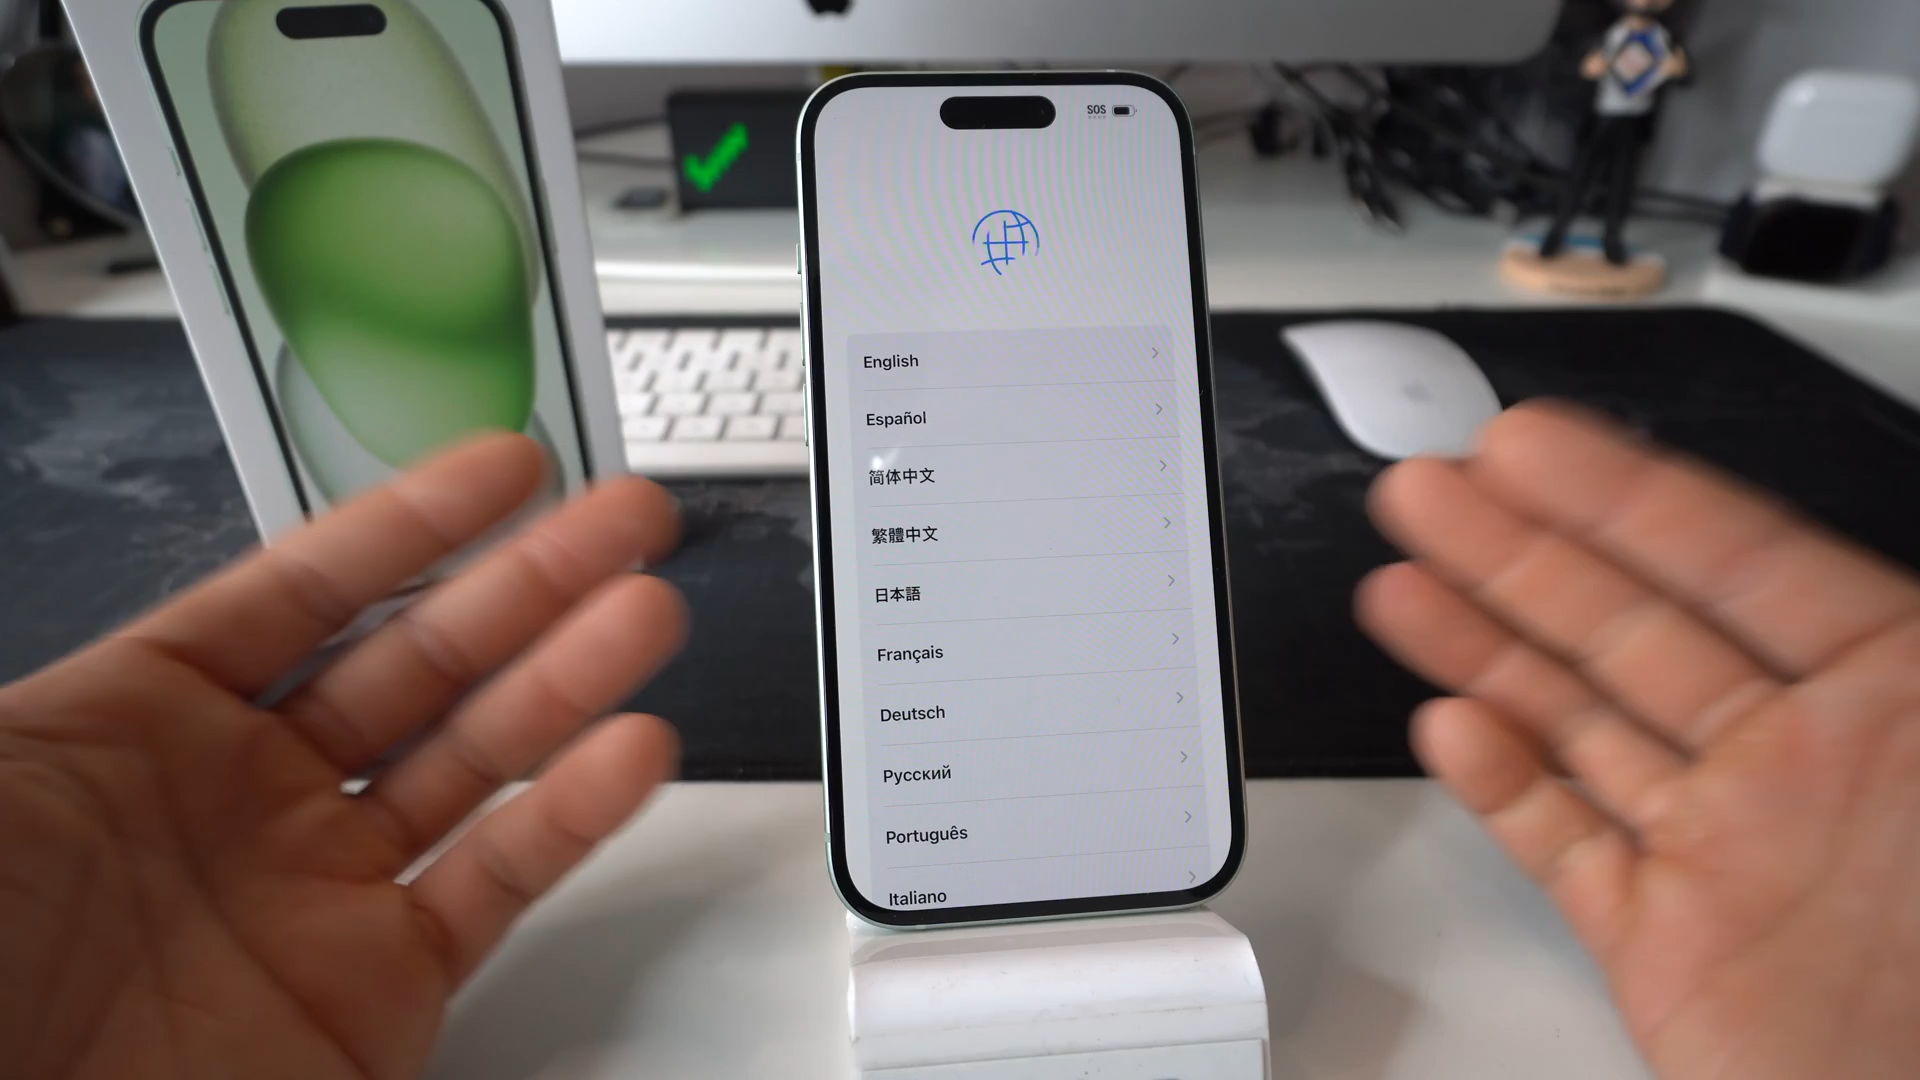 SOS
English
Español
简体中文
繁體中文
日本語
Français
Deutsch
Русский
Português
Italiano